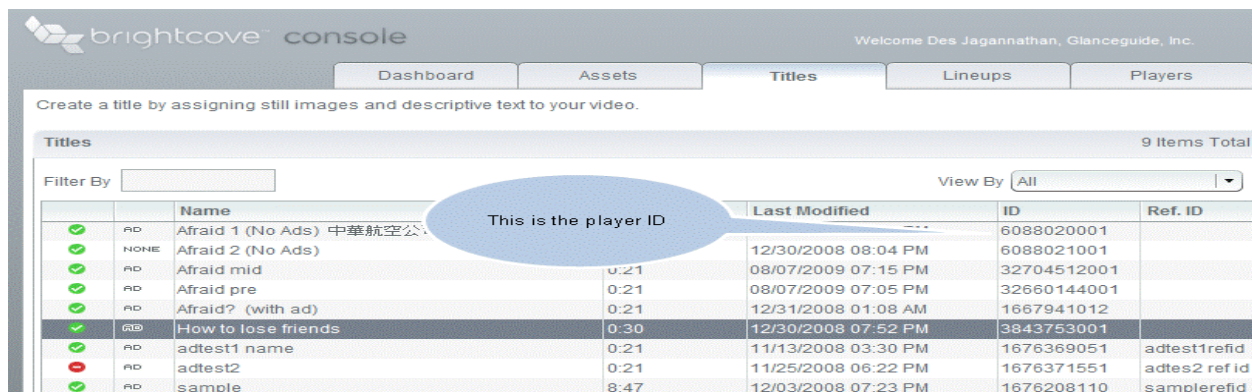 brightcove™ console
Welcome Des Jagannathan, Glanceguide, Inc.
Dashboard Assets Titles Lineups Players
Create a title by assigning still images and descriptive text to your video.
Titles 9 Items Total
Filter By View By All
Name Last Modified ID Ref. ID
This is the player ID
AD Afraid 1 (No Ads) 中華航空公 6088020001
NONE Afraid 2 (No Ads) 12/30/2008 08:04 PM 6088021001
AD Afraid mid 0:21 08/07/2009 07:15 PM 32704512001
AD Afraid pre 0:21 08/07/2009 07:05 PM 32660144001
AD Afraid? (with ad) 0:21 12/31/2008 01:08 AM 1667941012
AD How to lose friends 0:30 12/30/2008 07:52 PM 3843753001
AD adtest1 name 0:21 11/13/2008 03:30 PM 1676369051 adtest1refid
AD adtest2 0:21 11/25/2008 06:22 PM 1676371551 adtes2 ref id
AD sample 8:47 12/03/2008 07:23 PM 1676208110 samplerefid